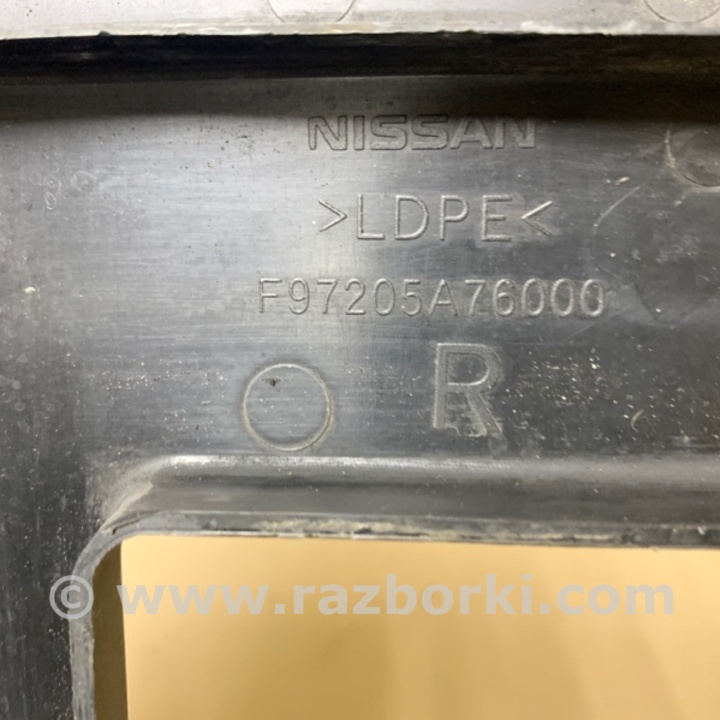 NISSAN
>LDPE<
F97205A76000
R
© www.razborki.com